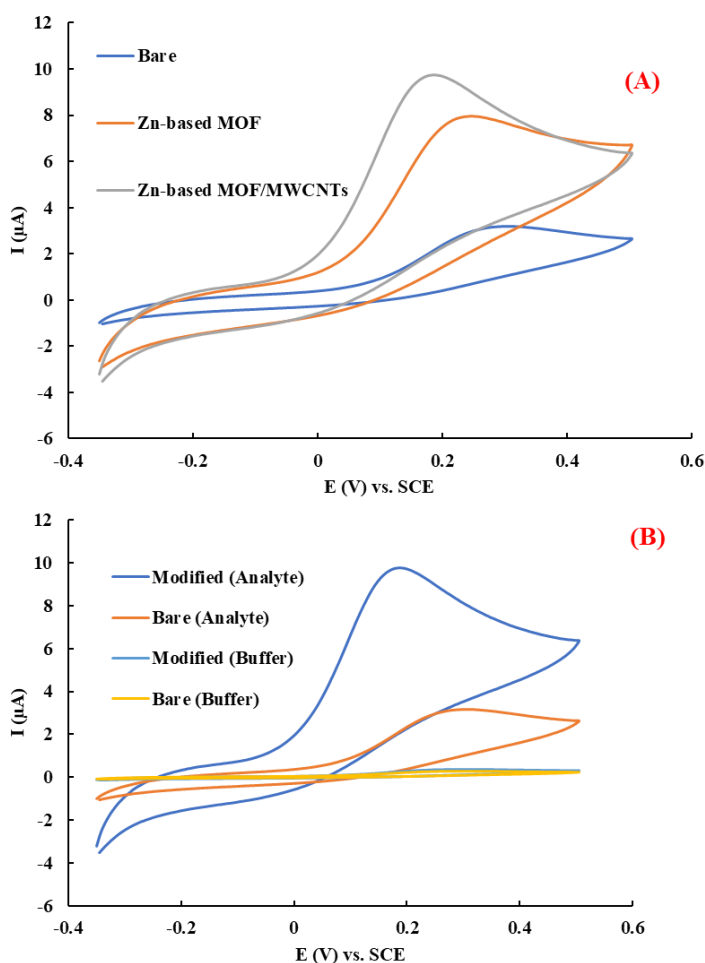 12
10
8
6
4
2
0
-2
-4
-6
I (µA)
Bare
Zn-based MOF
Zn-based MOF/MWCNTs
(A)
-0.4 -0.2 0 0.2 0.4 0.6
E (V) vs. SCE
12
10
8
6
4
2
0
-2
-4
-6
I (µA)
Modified (Analyte)
Bare (Analyte)
Modified (Buffer)
Bare (Buffer)
(B)
-0.4 -0.2 0 0.2 0.4 0.6
E (V) vs. SCE